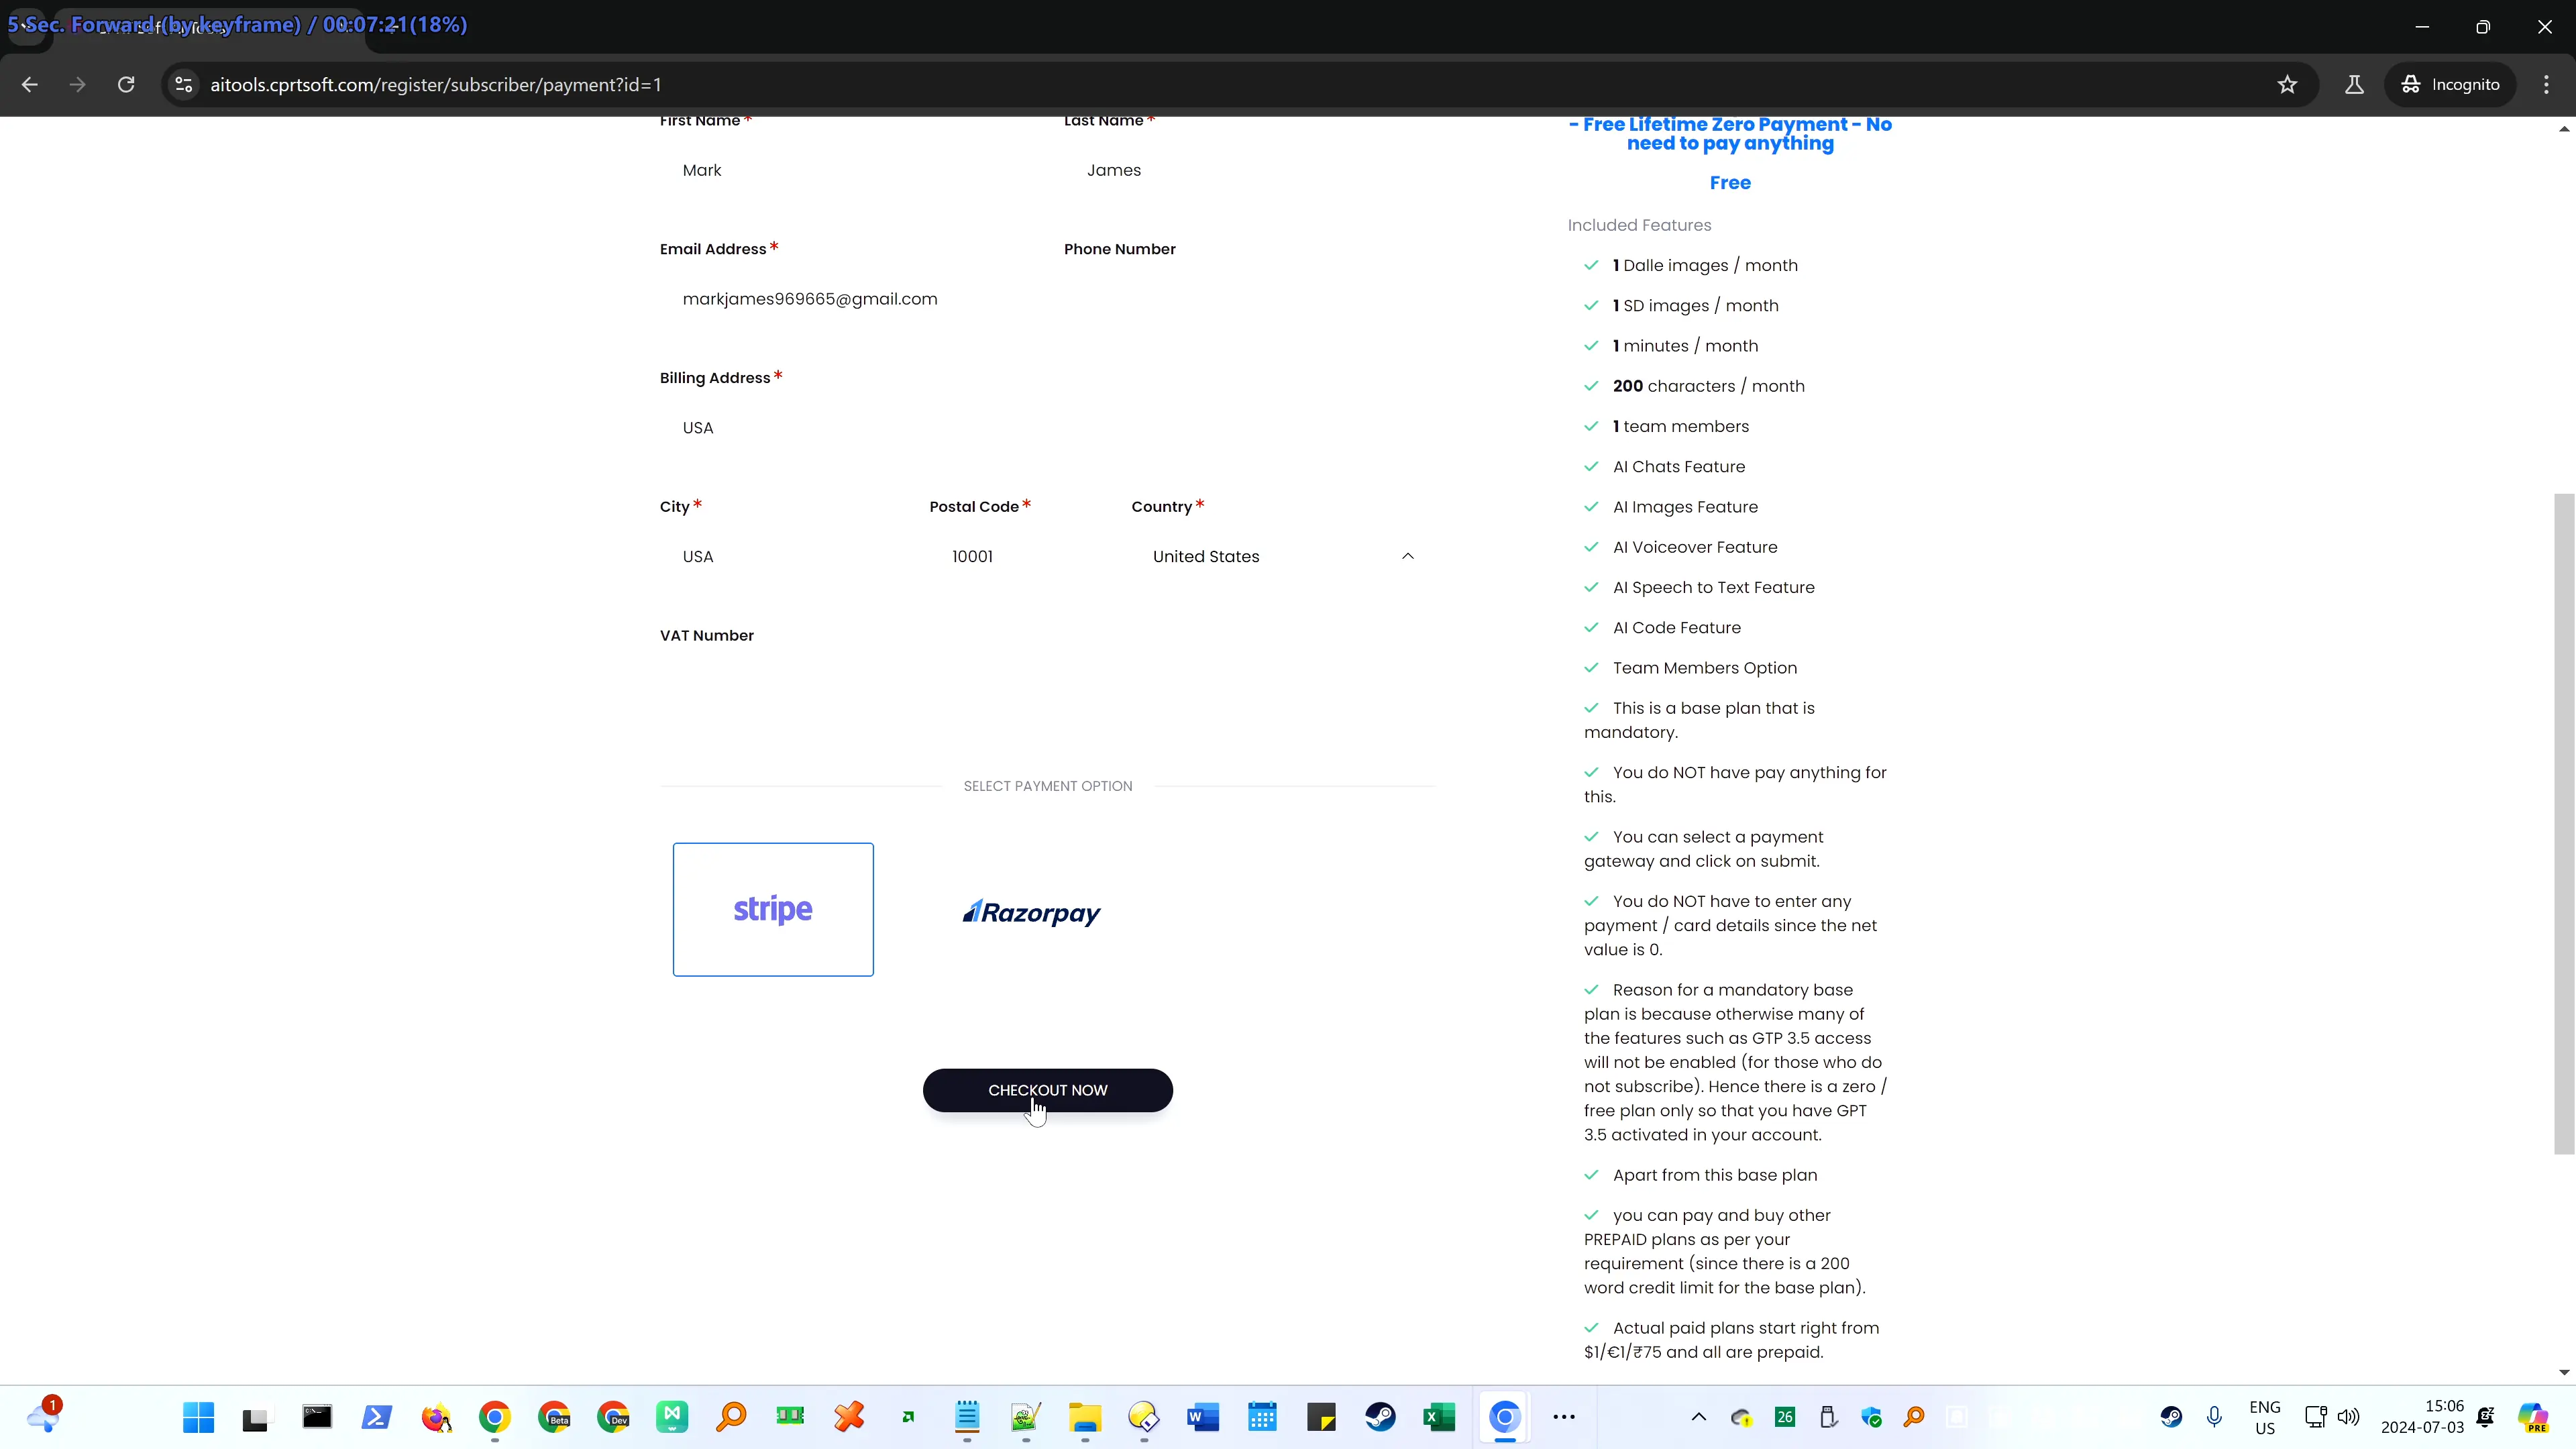 5 Sec. Forward (by keyframe) / 00:07:21(18%)
aitools.cprtsoft.com/register/subscriber/payment?id=1
Incognito
First Name*
Last Name*
Mark
James
Email Address*
Phone Number
markjames969665@gmail.com
Billing Address*
USA
City*
Postal Code*
Country*
USA
10001
United States
VAT Number
SELECT PAYMENT OPTION
stripe
Razorpay
CHECKOUT NOW
- Free Lifetime Zero Payment - No
need to pay anything
Free
Included Features
1 Dalle images / month
1 SD images / month
1 minutes / month
200 characters / month
1 team members
AI Chats Feature
AI Images Feature
AI Voiceover Feature
AI Speech to Text Feature
AI Code Feature
Team Members Option
This is a base plan that is
mandatory.
You do NOT have pay anything for
this.
You can select a payment
gateway and click on submit.
You do NOT have to enter any
payment / card details since the net
value is 0.
Reason for a mandatory base
plan is because otherwise many of
the features such as GTP 3.5 access
will not be enabled (for those who do
not subscribe). Hence there is a zero /
free plan only so that you have GPT
3.5 activated in your account.
Apart from this base plan
you can pay and buy other
PREPAID plans as per your
requirement (since there is a 200
word credit limit for the base plan).
Actual paid plans start right from
$1/€1/₹75 and all are prepaid.
1
Beta
Dev
26
ENG
US
15:06
2024-07-03
PRE